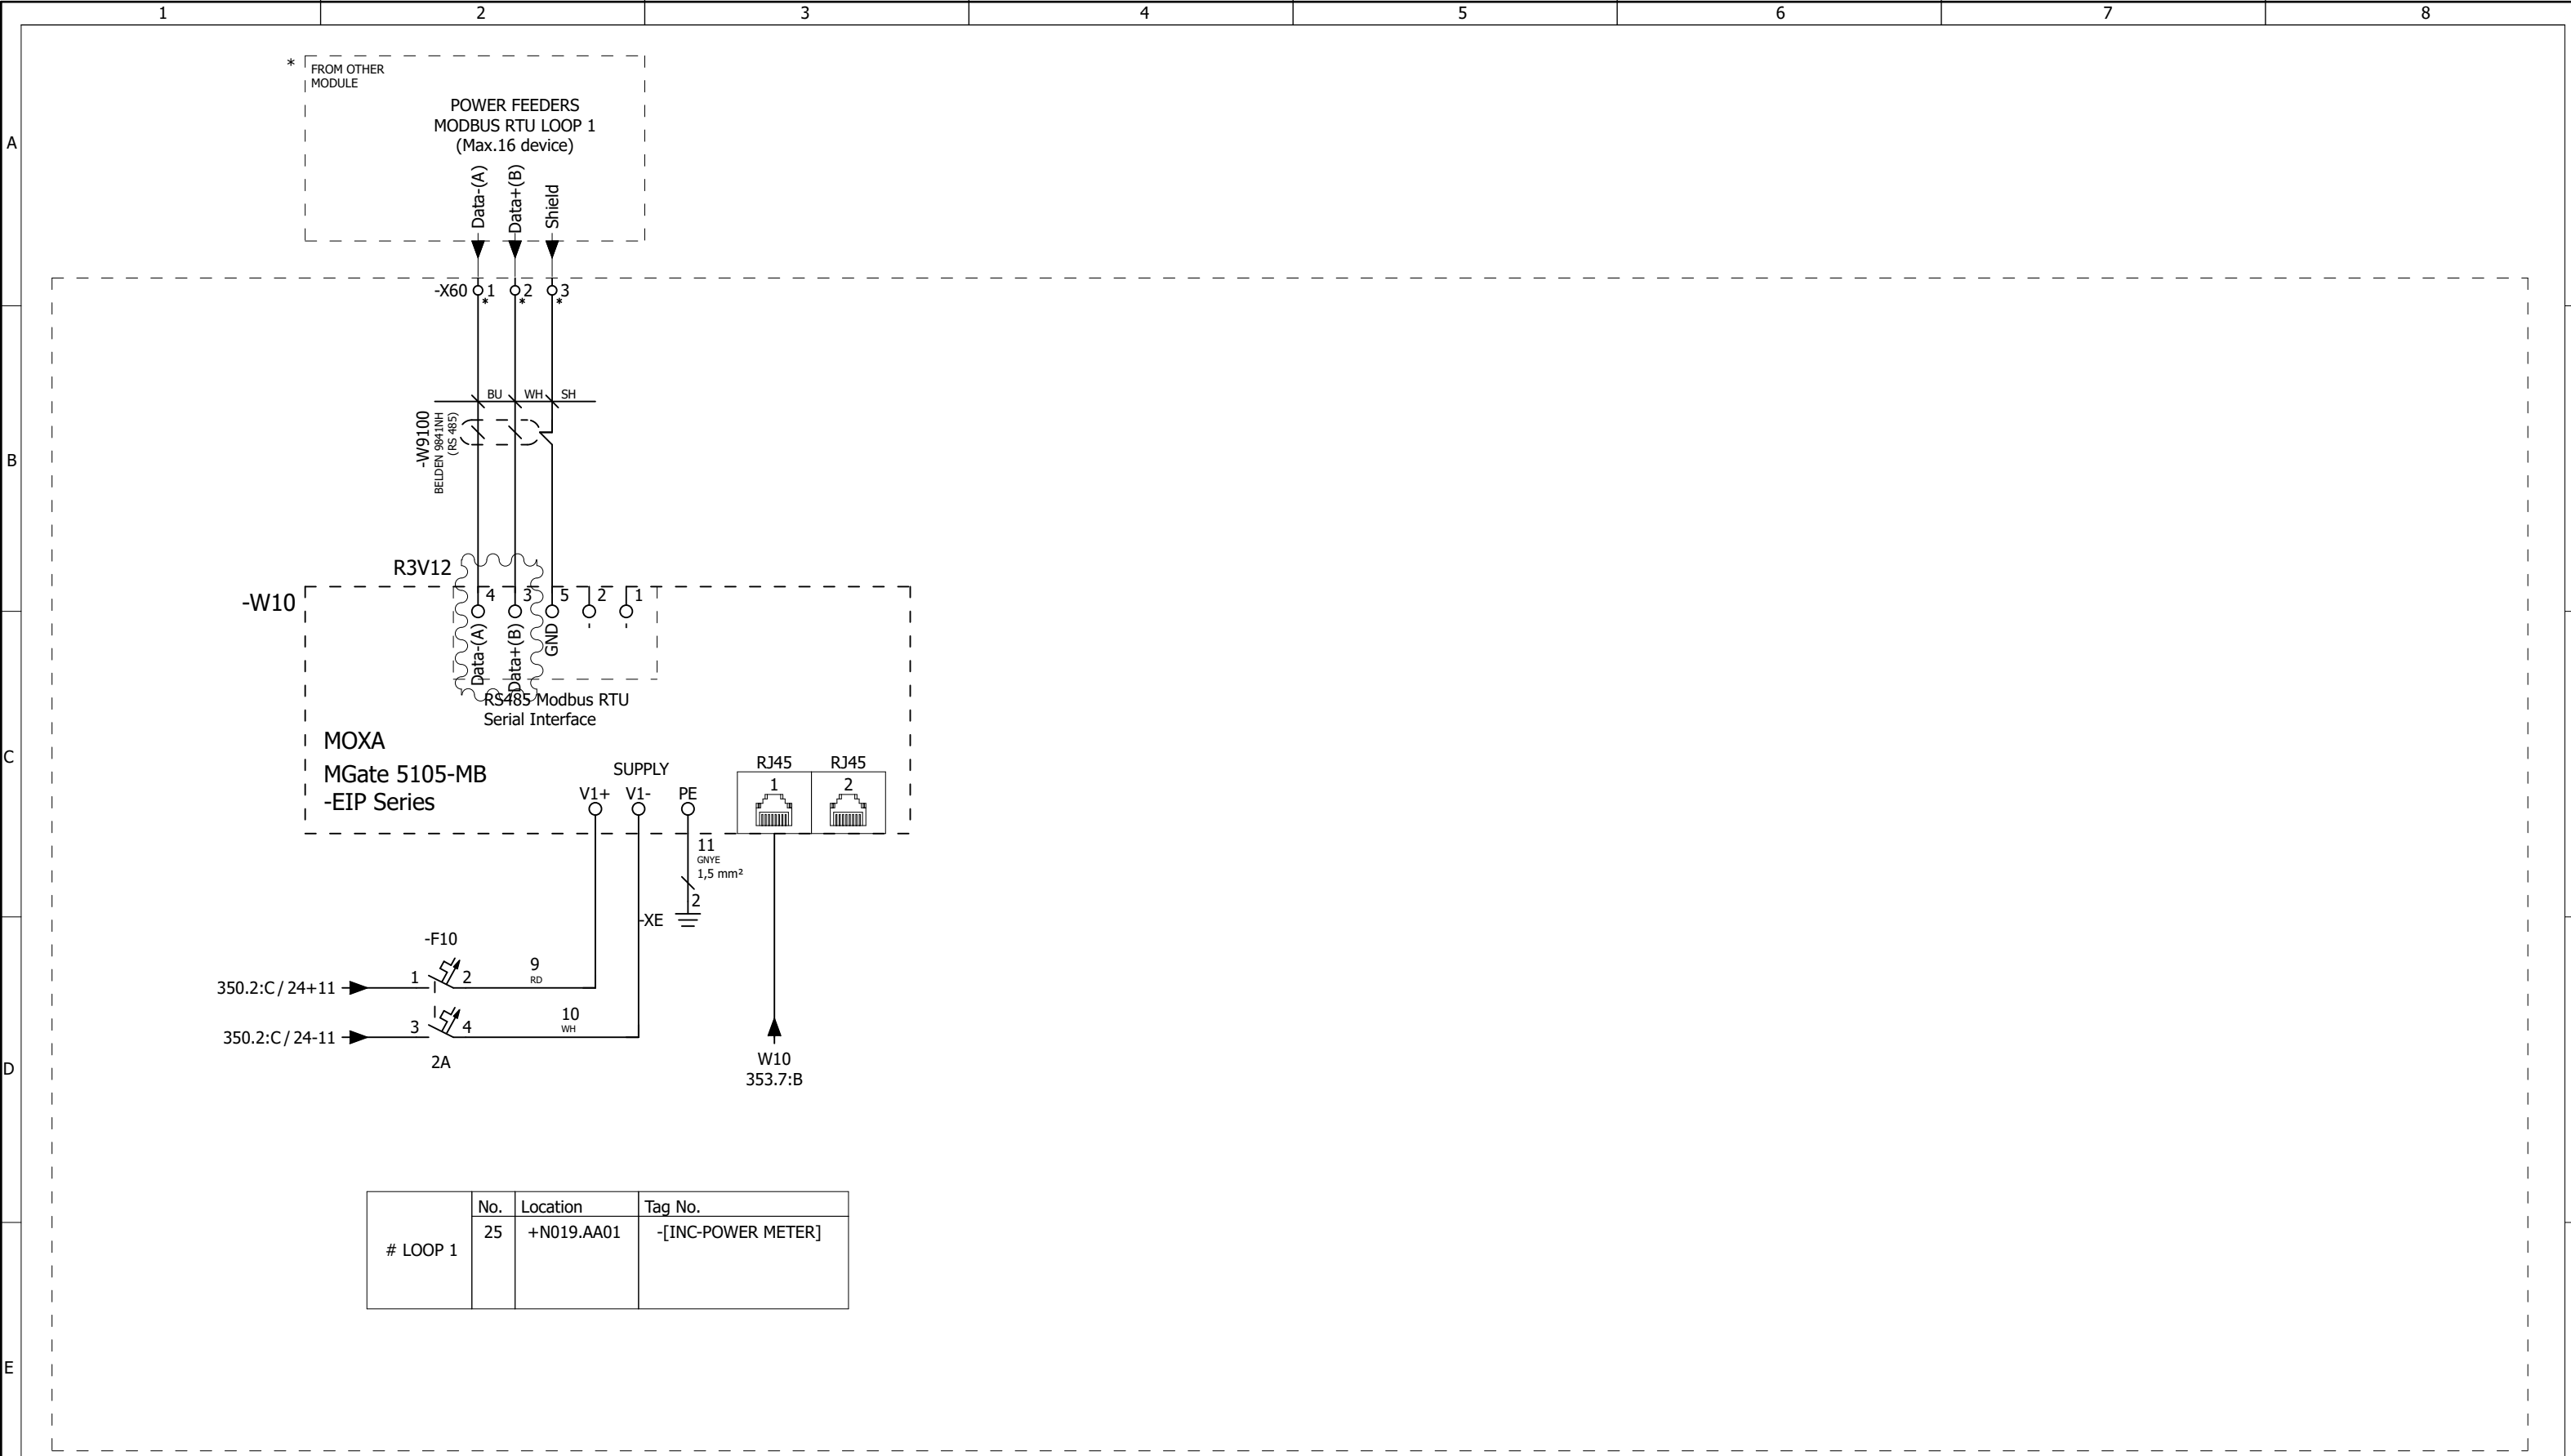 1 2 3 4 5 6 7 8
A
B
C
D
E
*
FROM OTHER
MODULE
POWER FEEDERS
MODBUS RTU LOOP 1
(Max.16 device)
Data-(A)
Data+(B)
Shield
-X60 1 2 3
* * *
BU WH SH
-W9100
BELDEN 9841NH
(RS 485)
R3V12
-W10
4 3 5 2 1
Data-(A)
Data+(B)
GND
-
-
RS485 Modbus RTU
Serial Interface
MOXA
MGate 5105-MB
-EIP Series
SUPPLY
V1+ V1- PE
RJ45 RJ45
1 2
11
GNYE
1,5 mm²
2
-XE
-F10
350.2:C / 24+11
1 2
9
RD
350.2:C / 24-11
3 4
10
WH
2A
W10
353.7:B
No. Location Tag No.
# LOOP 1
25 +N019.AA01 -[INC-POWER METER]